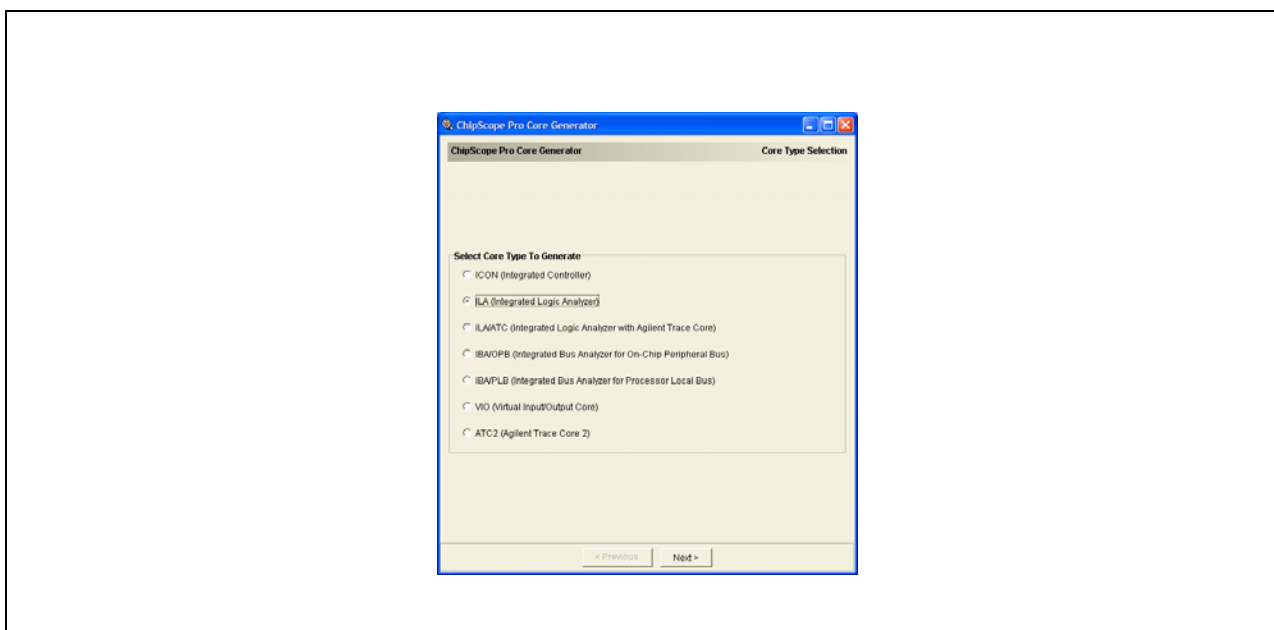 ChipScope Pro Core Generator
ChipScope Pro Core Generator Core Type Selection
Select Core Type To Generate
ICON (Integrated Controller)
ILA (Integrated Logic Analyzer)
ILA/ATC (Integrated Logic Analyzer with Agilent Trace Core)
IBA/OPB (Integrated Bus Analyzer for On-Chip Peripheral Bus)
IBA/PLB (Integrated Bus Analyzer for Processor Local Bus)
VIO (Virtual Input/Output Core)
ATC2 (Agilent Trace Core 2)
< Previous Next >